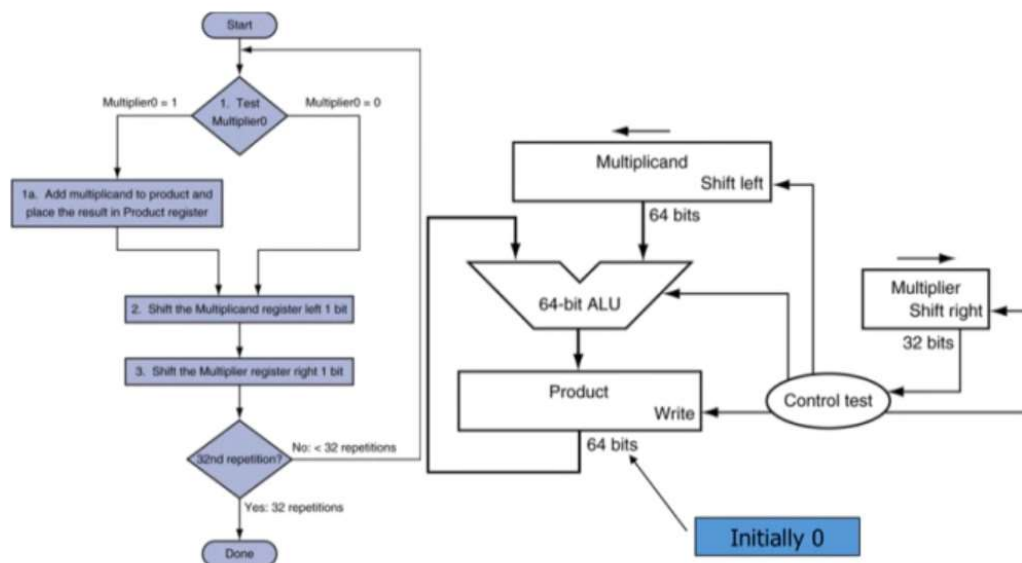 Start
Multiplier0 = 1
1. Test
Multiplier0
Multiplier0 = 0
1a. Add multiplicand to product and
place the result in Product register
2. Shift the Multiplicand register left 1 bit
3. Shift the Multiplier register right 1 bit
32nd repetition?
No: < 32 repetitions
Yes: 32 repetitions
Done
Multiplicand
Shift left
64 bits
64-bit ALU
Multiplier
Shift right
32 bits
Product
Write
Control test
64 bits
Initially 0